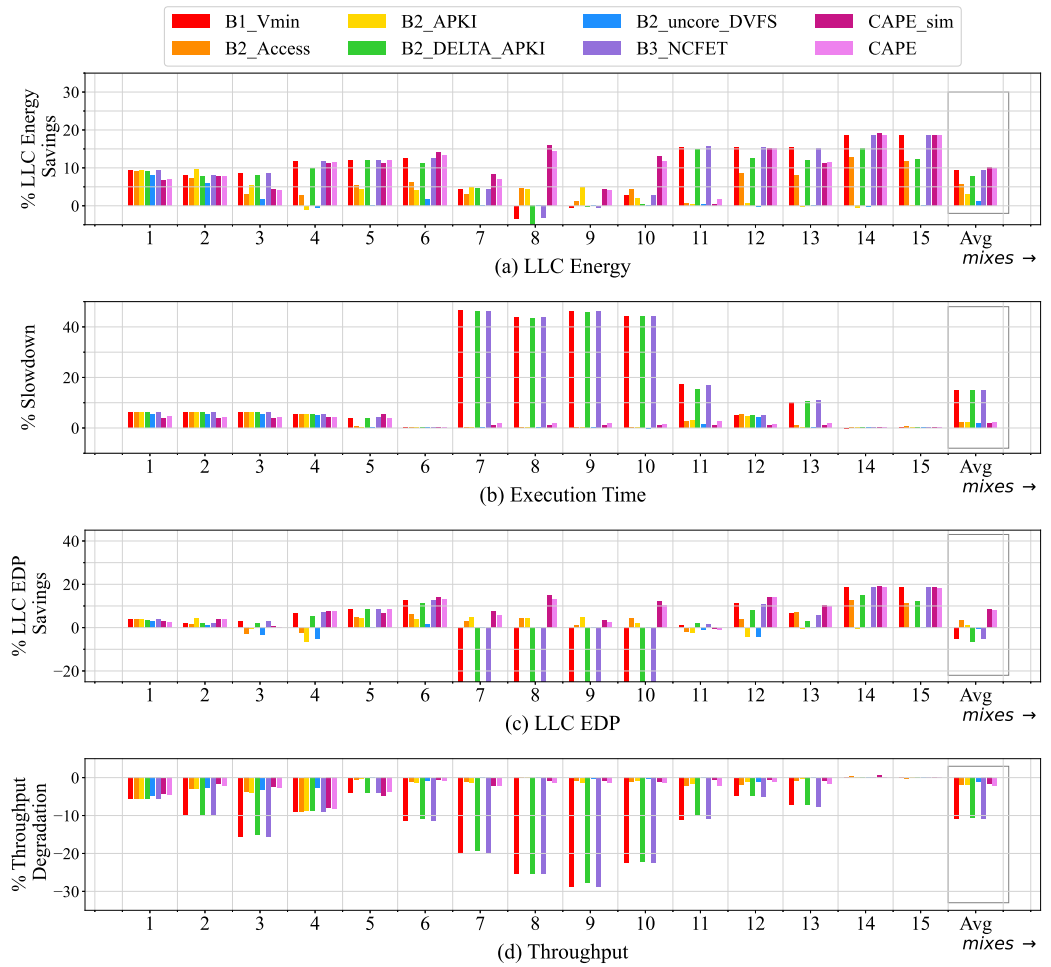 B1_Vmin B2_APKI B2_uncore_DVFS CAPE_sim
B2_Access B2_DELTA_APKI B3_NCFET CAPE
% LLC Energy
Savings
30
20
10
0
1 2 3 4 5 6 7 8 9 10 11 12 13 14 15 Avg
mixes →
(a) LLC Energy
% Slowdown
40
20
0
1 2 3 4 5 6 7 8 9 10 11 12 13 14 15 Avg
mixes →
(b) Execution Time
% LLC EDP
Savings
40
20
0
−20
1 2 3 4 5 6 7 8 9 10 11 12 13 14 15 Avg
mixes →
(c) LLC EDP
% Throughput
Degradation
0
−10
−20
−30
1 2 3 4 5 6 7 8 9 10 11 12 13 14 15 Avg
mixes →
(d) Throughput